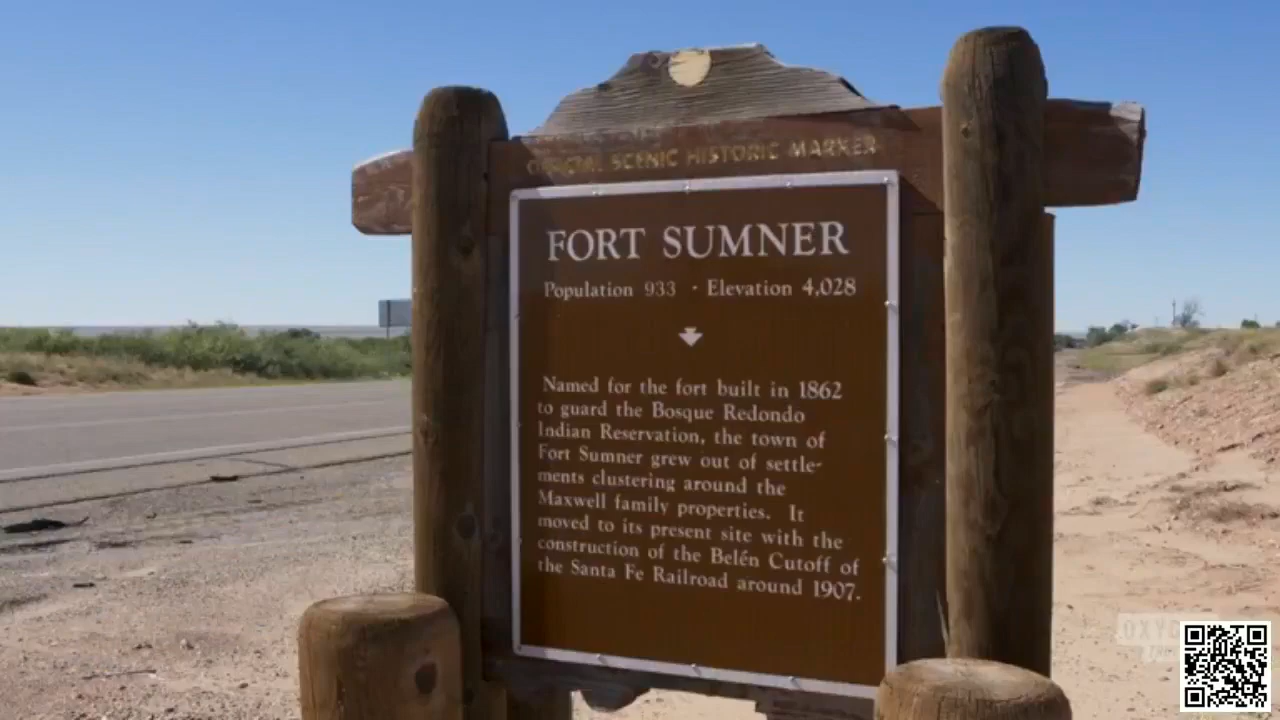 OFFICIAL SCENIC HISTORIC MARKER
FORT SUMNER
Population 933 · Elevation 4,028
Named for the fort built in 1862
to guard the Bosque Redondo
Indian Reservation, the town of
Fort Sumner grew out of settle-
ments clustering around the
Maxwell family properties. It
moved to its present site with the
construction of the Belén Cutoff of
the Santa Fe Railroad around 1907.